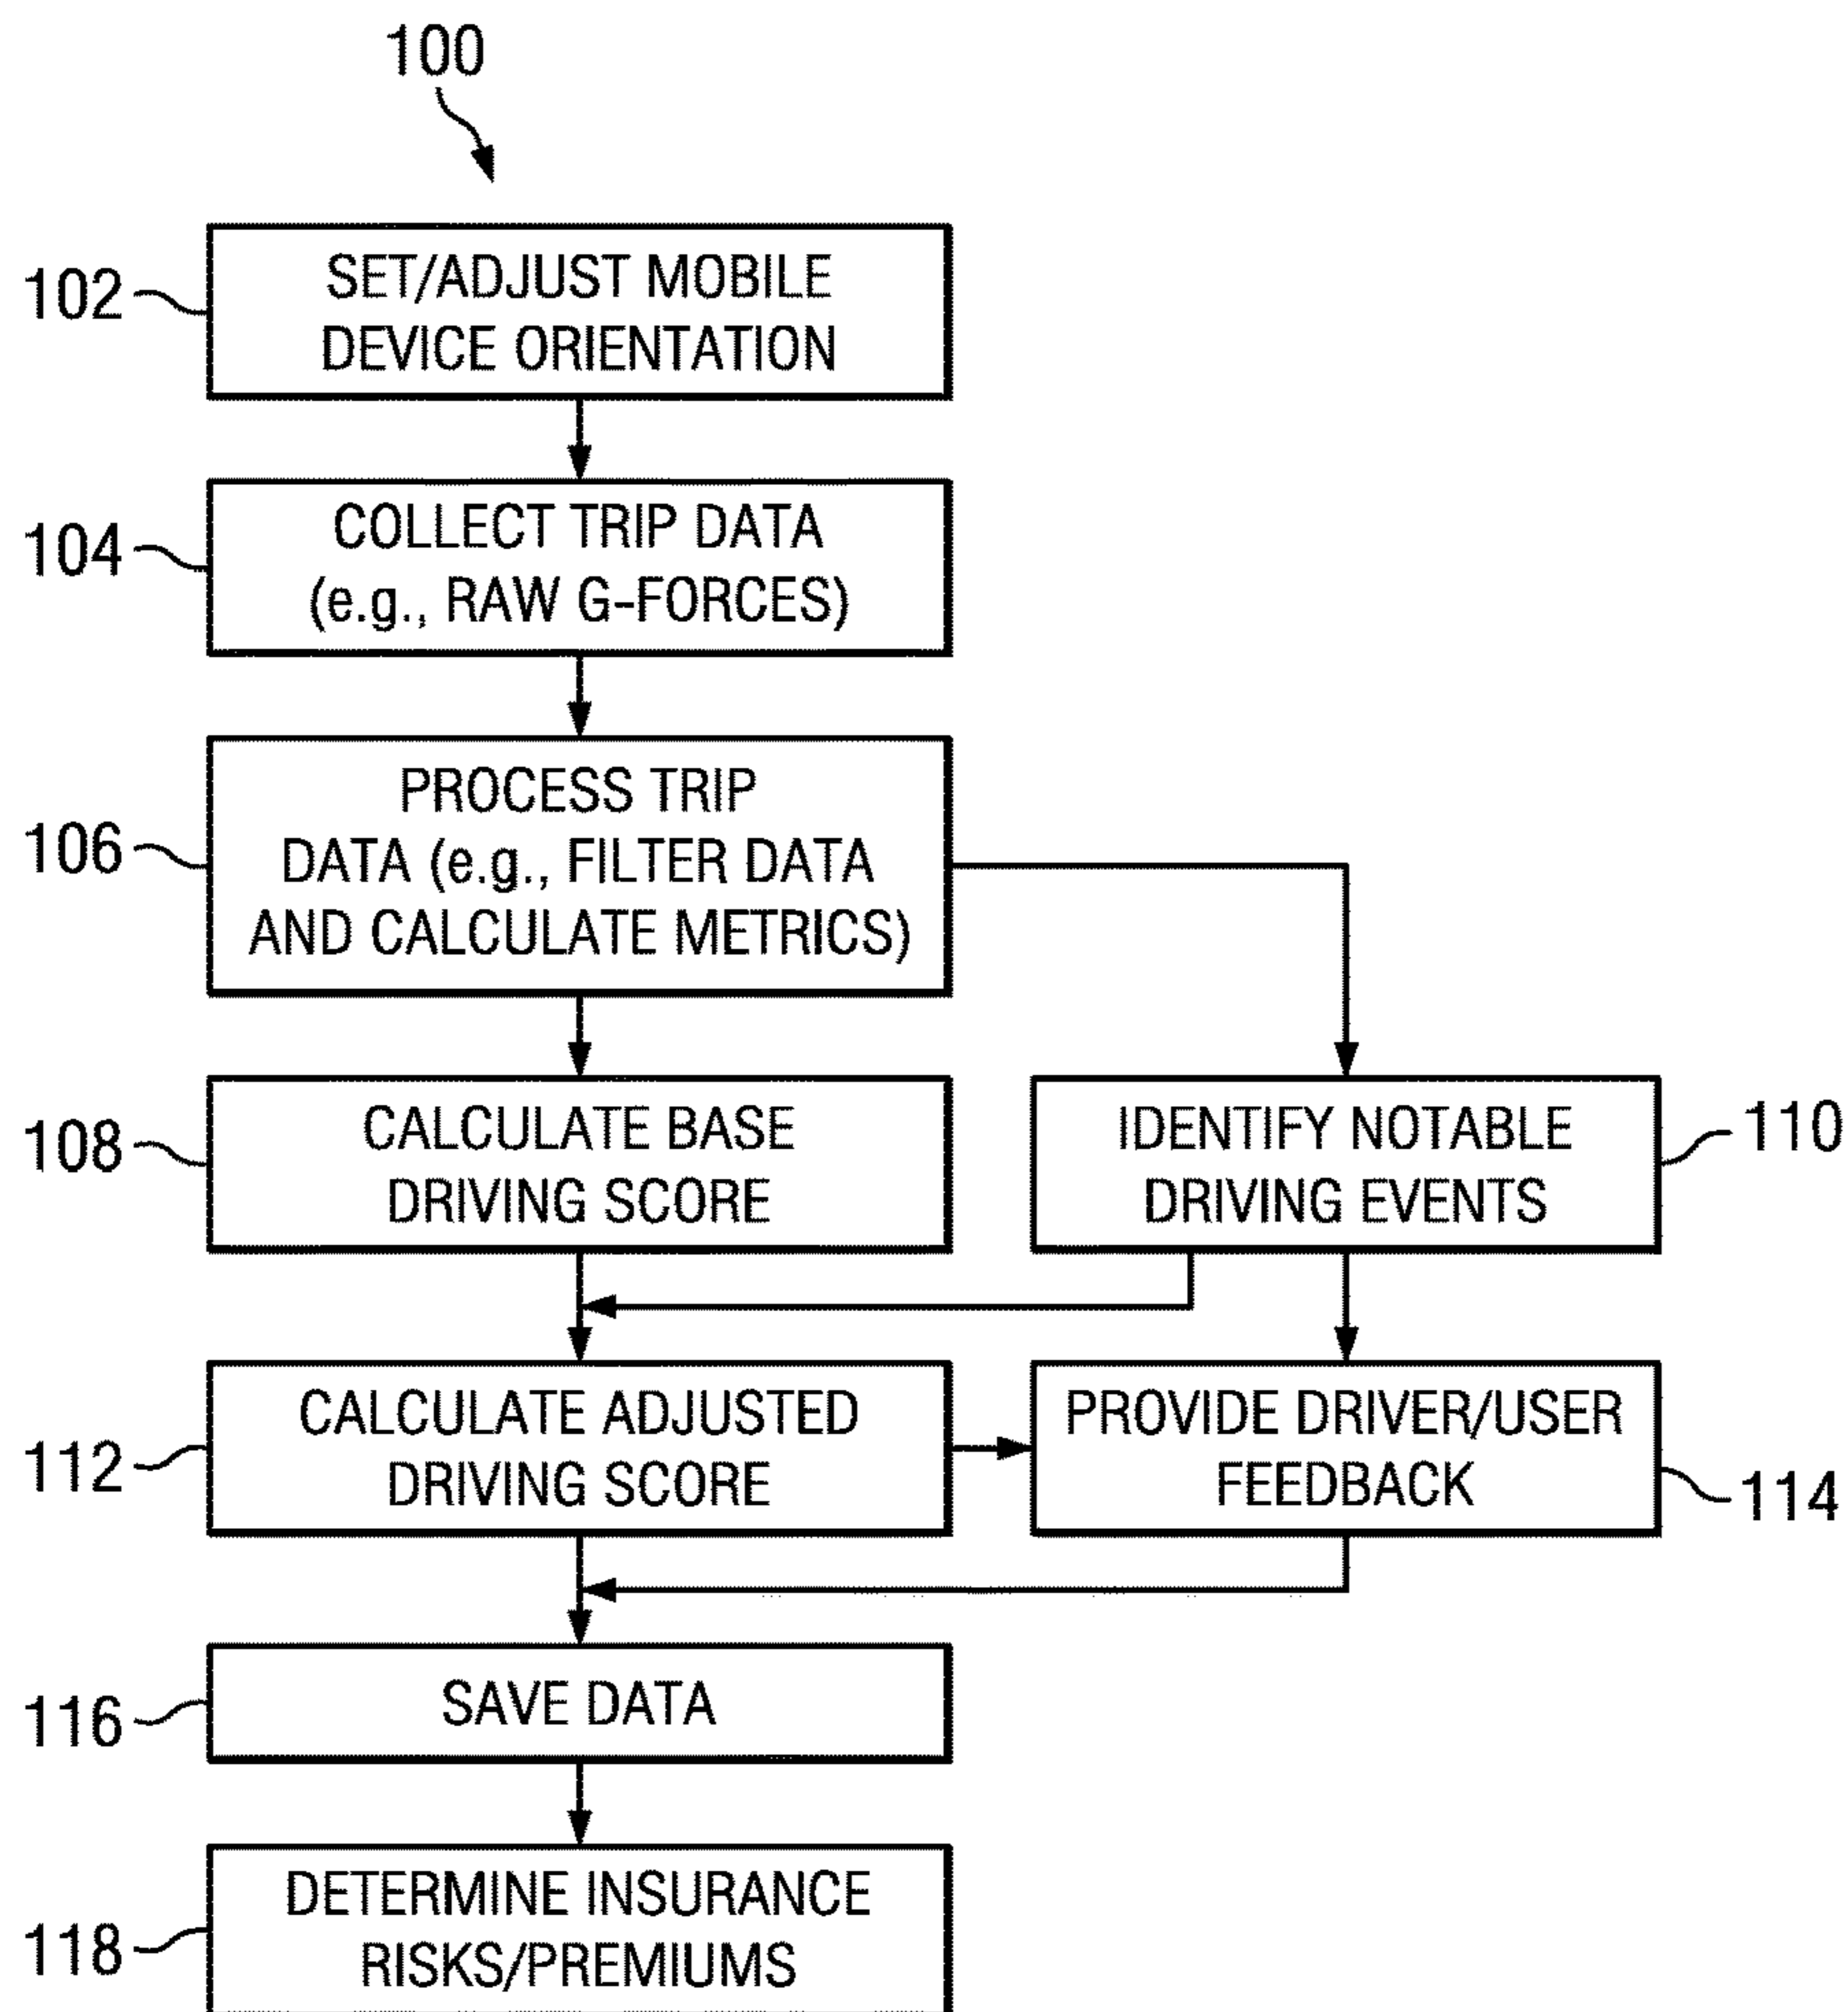 100
102
SET/ADJUST MOBILE
DEVICE ORIENTATION
104
COLLECT TRIP DATA
(e.g., RAW G-FORCES)
106
PROCESS TRIP
DATA (e.g., FILTER DATA
AND CALCULATE METRICS)
108
CALCULATE BASE
DRIVING SCORE
IDENTIFY NOTABLE
DRIVING EVENTS
110
112
CALCULATE ADJUSTED
DRIVING SCORE
PROVIDE DRIVER/USER
FEEDBACK
114
116
SAVE DATA
118
DETERMINE INSURANCE
RISKS/PREMIUMS